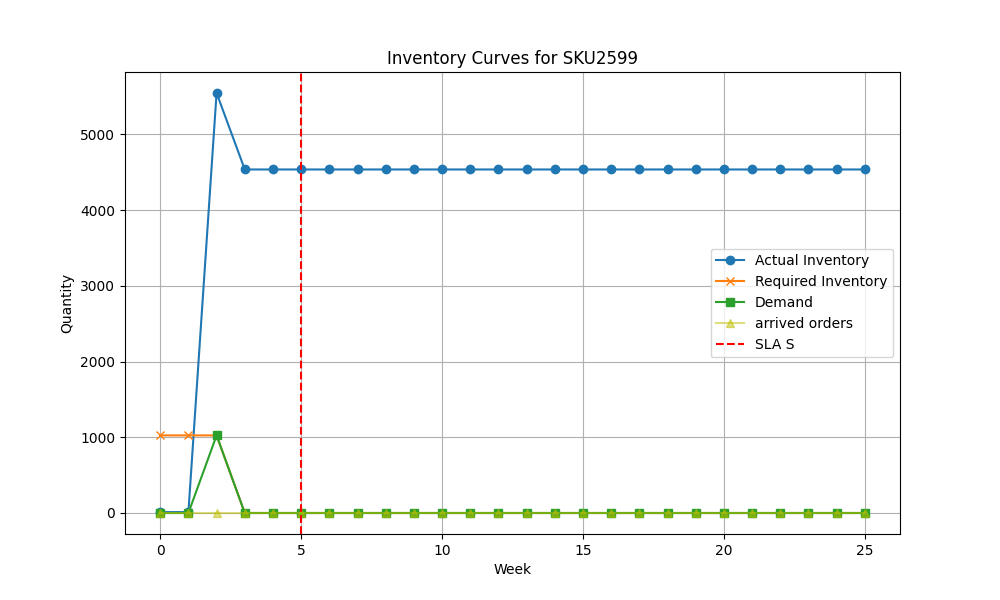 Inventory Curves for SKU2599
Quantity
5000
4000
3000
2000
1000
0
Actual Inventory
Required Inventory
Demand
arrived orders
SLA S
0 5 10 15 20 25
Week